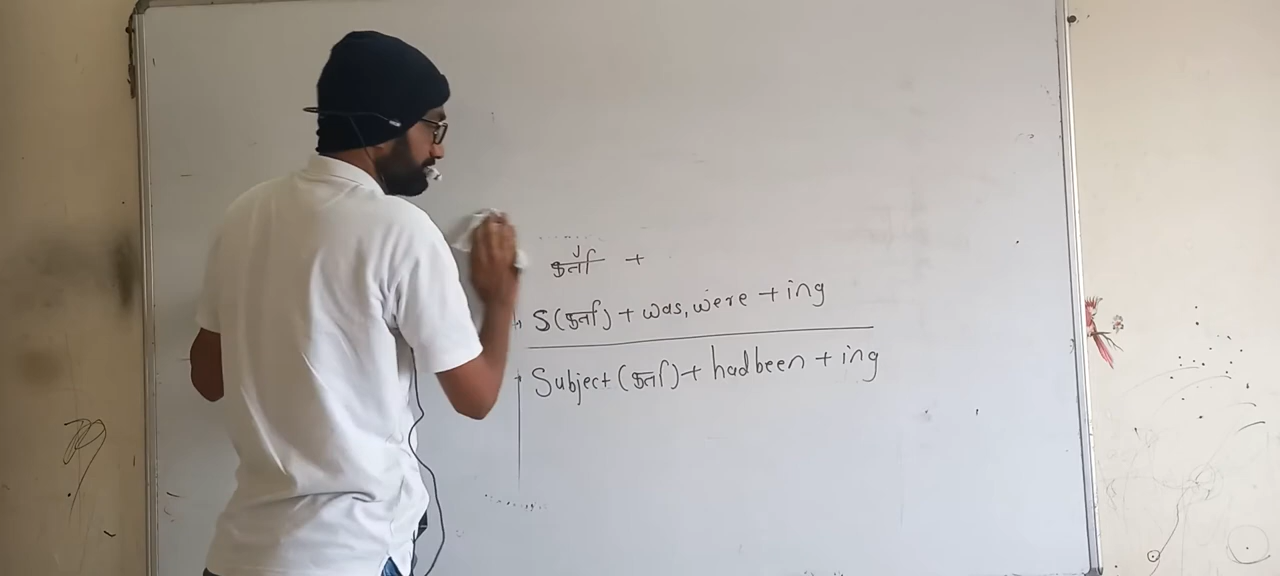 कर्ता +
S(कर्ता) + was, were + ing
Subject (कर्ता) + had been + ing